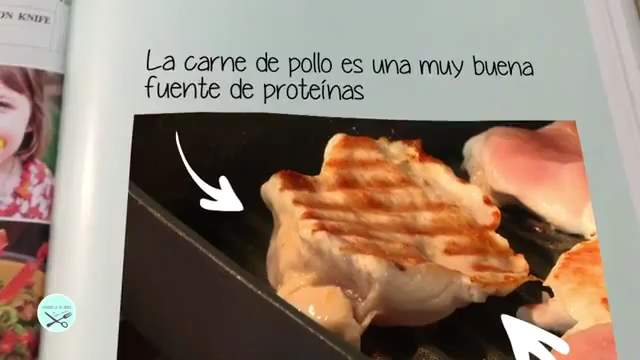 ON KNIFE
La carne de pollo es una muy buena
fuente de proteínas